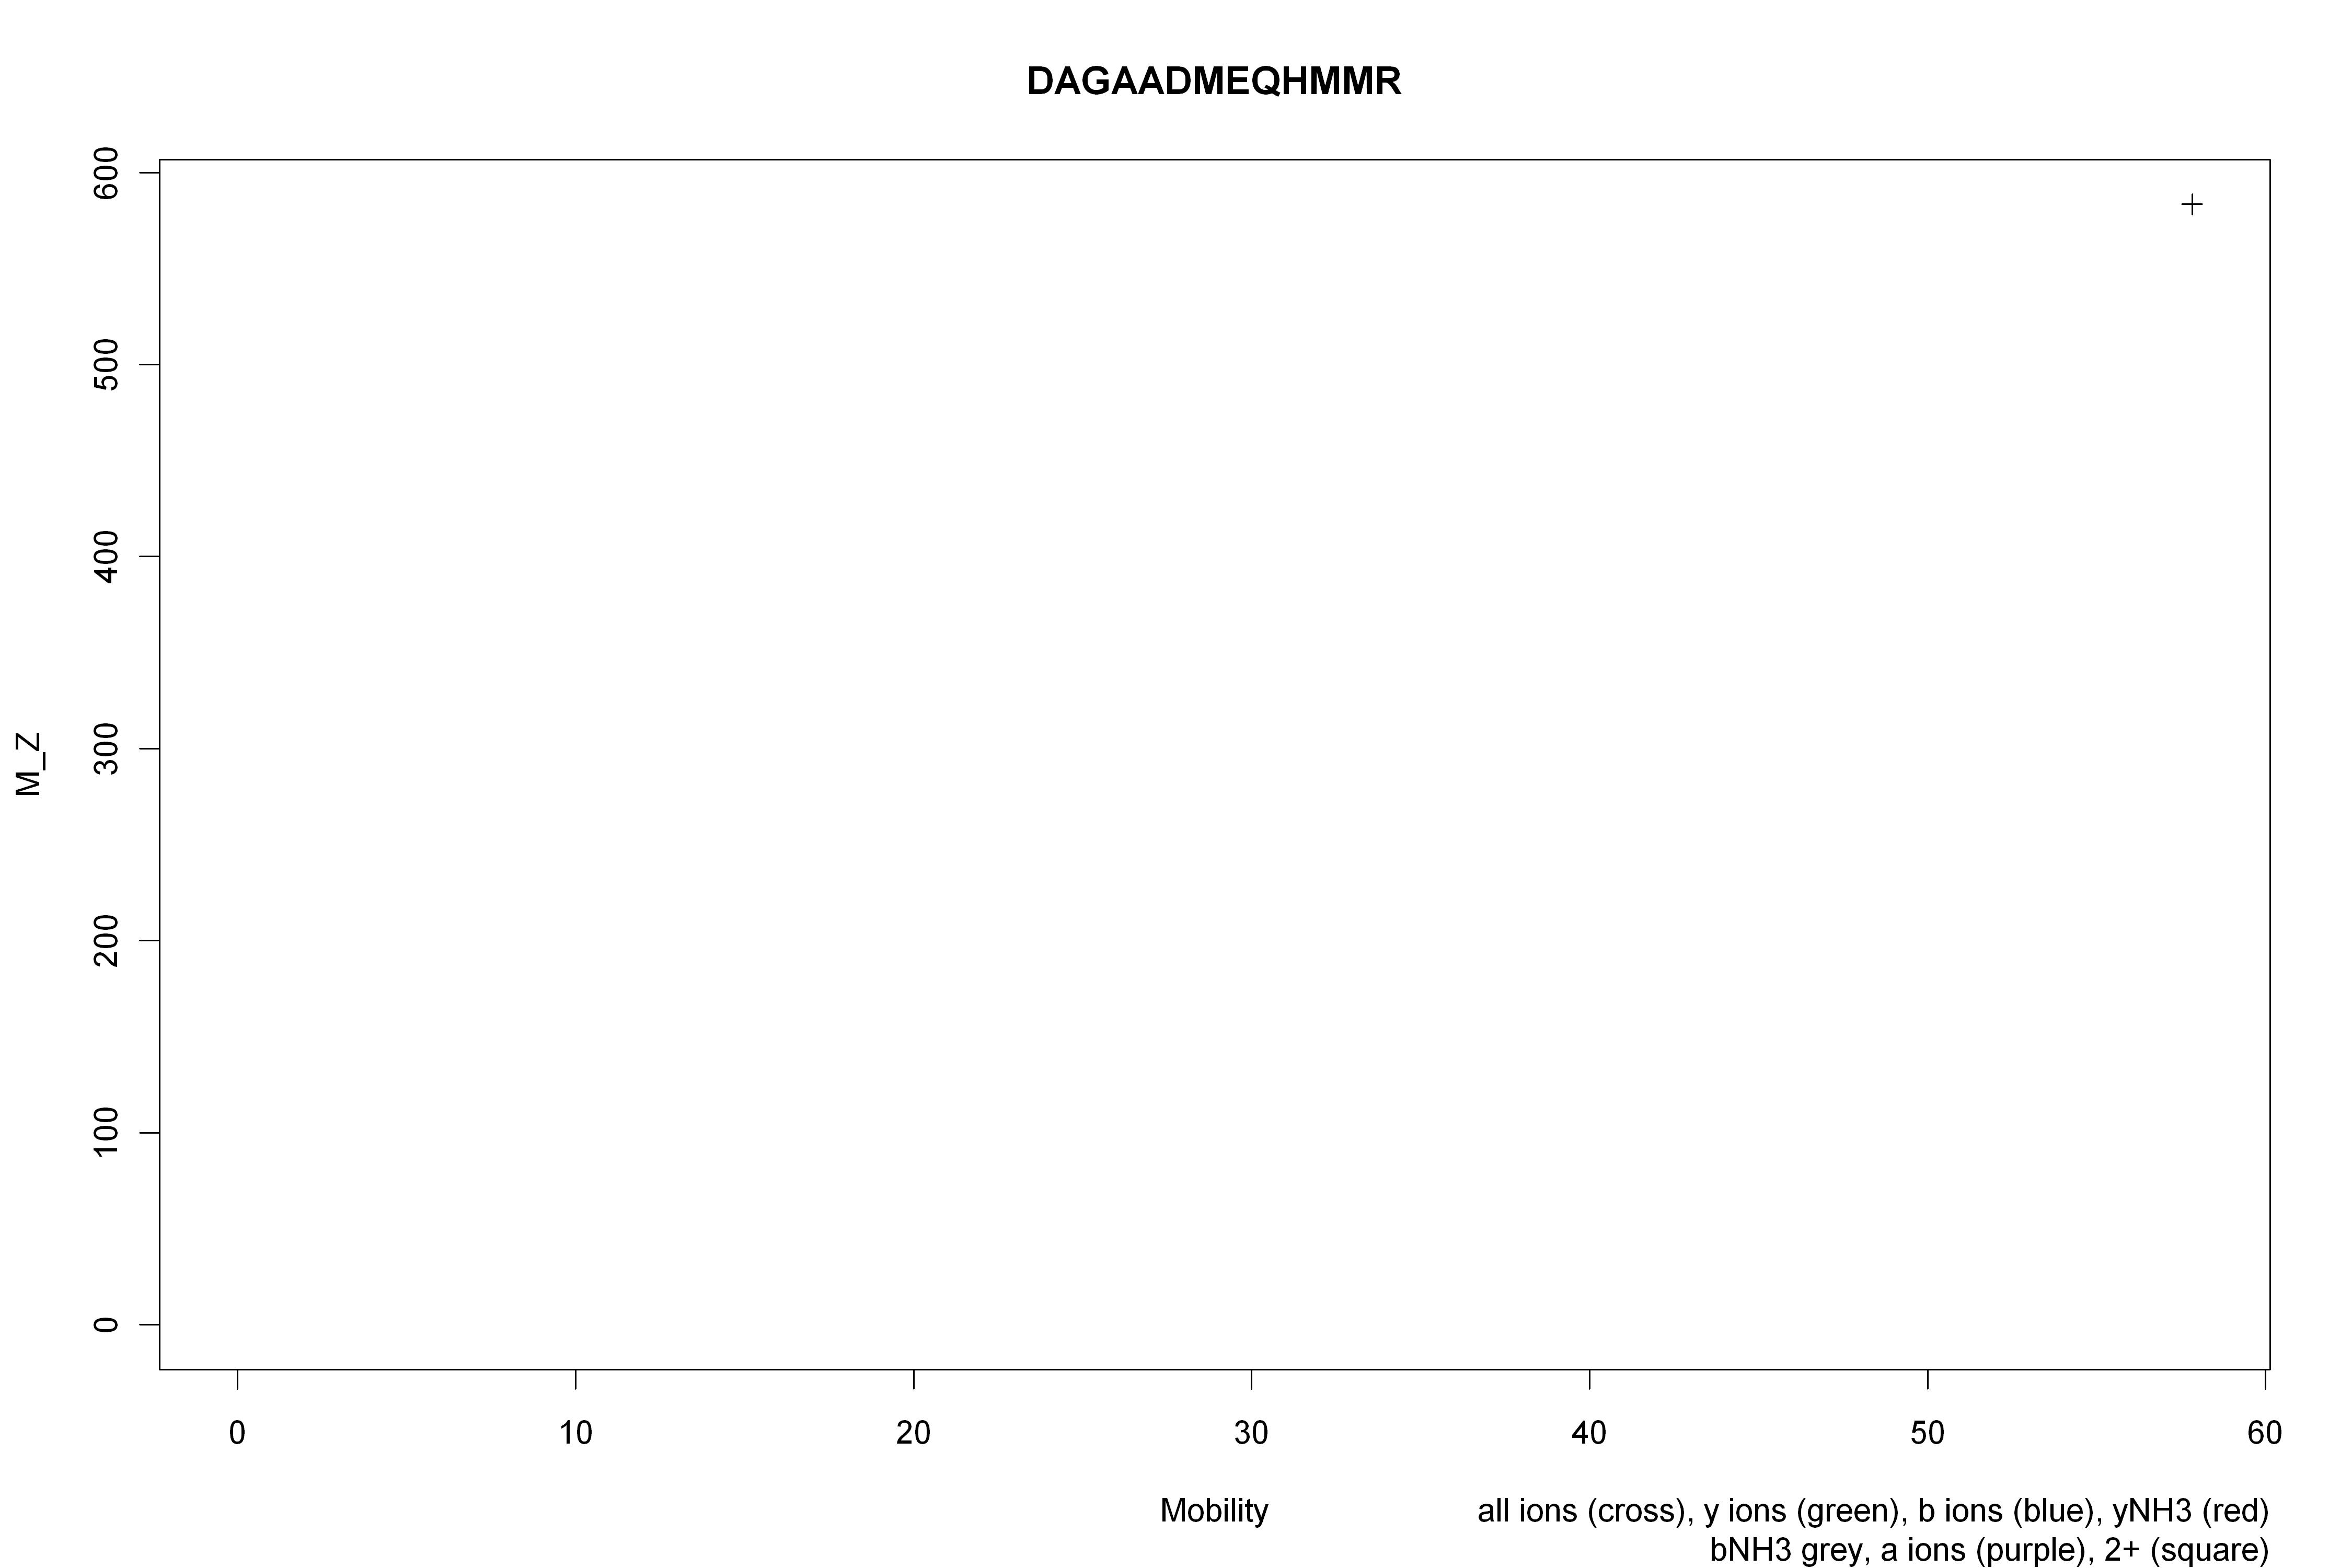 DAGAADMEQHMMR
600
500
400
300
200
100
0
M_Z
0 10 20 30 40 50 60
Mobility
all ions (cross), y ions (green), b ions (blue), yNH3 (red)
bNH3 grey, a ions (purple), 2+ (square)